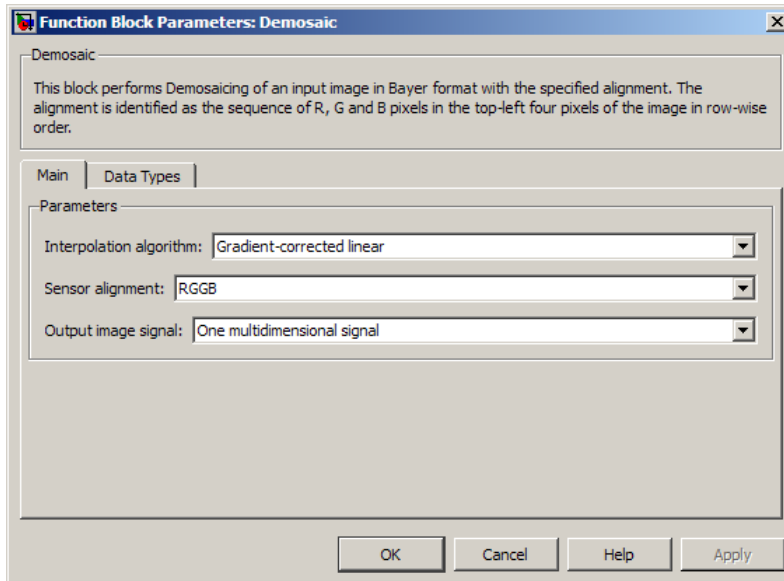 Function Block Parameters: Demosaic
Demosaic
This block performs Demosaicing of an input image in Bayer format with the specified alignment. The
alignment is identified as the sequence of R, G and B pixels in the top-left four pixels of the image in row-wise
order.
Main Data Types
Parameters
Interpolation algorithm: Gradient-corrected linear
Sensor alignment: RGGB
Output image signal: One multidimensional signal
OK Cancel Help Apply